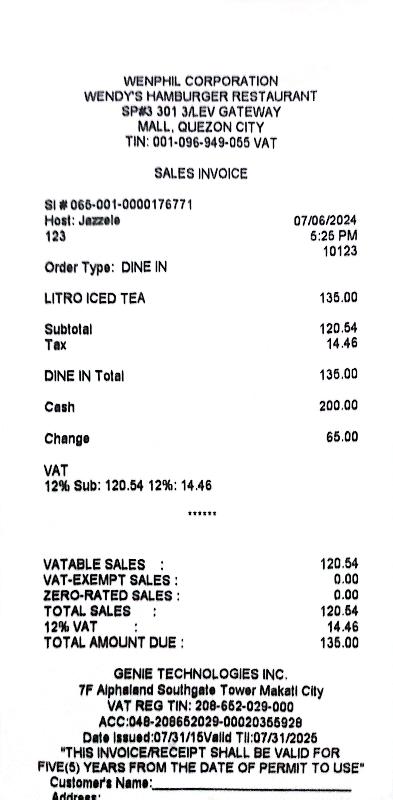 WENPHIL CORPORATION
WENDY'S HAMBURGER RESTAURANT
SP#3 301 3/LEV GATEWAY
MALL, QUEZON CITY
TIN: 001-096-949-055 VAT
SALES INVOICE
SI # 065-001-0000176771
Host: Jazzele 07/06/2024
123 5:25 PM
10123
Order Type: DINE IN
LITRO ICED TEA 135.00
Subtotal 120.54
Tax 14.46
DINE IN Total 135.00
Cash 200.00
Change 65.00
VAT
12% Sub: 120.54 12%: 14.46
******
VATABLE SALES : 120.54
VAT-EXEMPT SALES : 0.00
ZERO-RATED SALES : 0.00
TOTAL SALES : 120.54
12% VAT : 14.46
TOTAL AMOUNT DUE : 135.00
GENIE TECHNOLOGIES INC.
7F Alphaland Southgate Tower Makati City
VAT REG TIN: 208-652-029-000
ACC:048-208652029-00020355928
Date Issued:07/31/15Valid Til:07/31/2025
"THIS INVOICE/RECEIPT SHALL BE VALID FOR
FIVE(5) YEARS FROM THE DATE OF PERMIT TO USE"
Customer's Name:
Address: